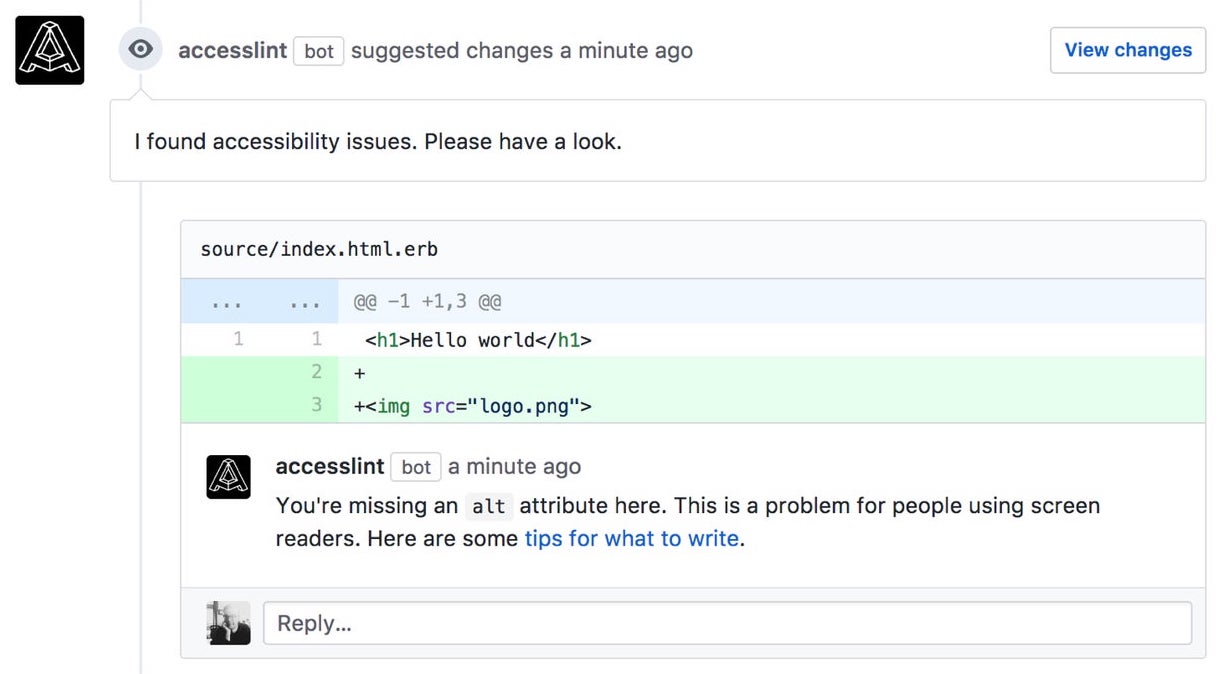 accesslint bot suggested changes a minute ago View changes
I found accessibility issues. Please have a look.
source/index.html.erb
... ... @@ -1 +1,3 @@
1 1 <h1>Hello world</h1>
2 +
3 +<img src="logo.png">
accesslint bot a minute ago
You're missing an alt attribute here. This is a problem for people using screen
readers. Here are some tips for what to write.
Reply...